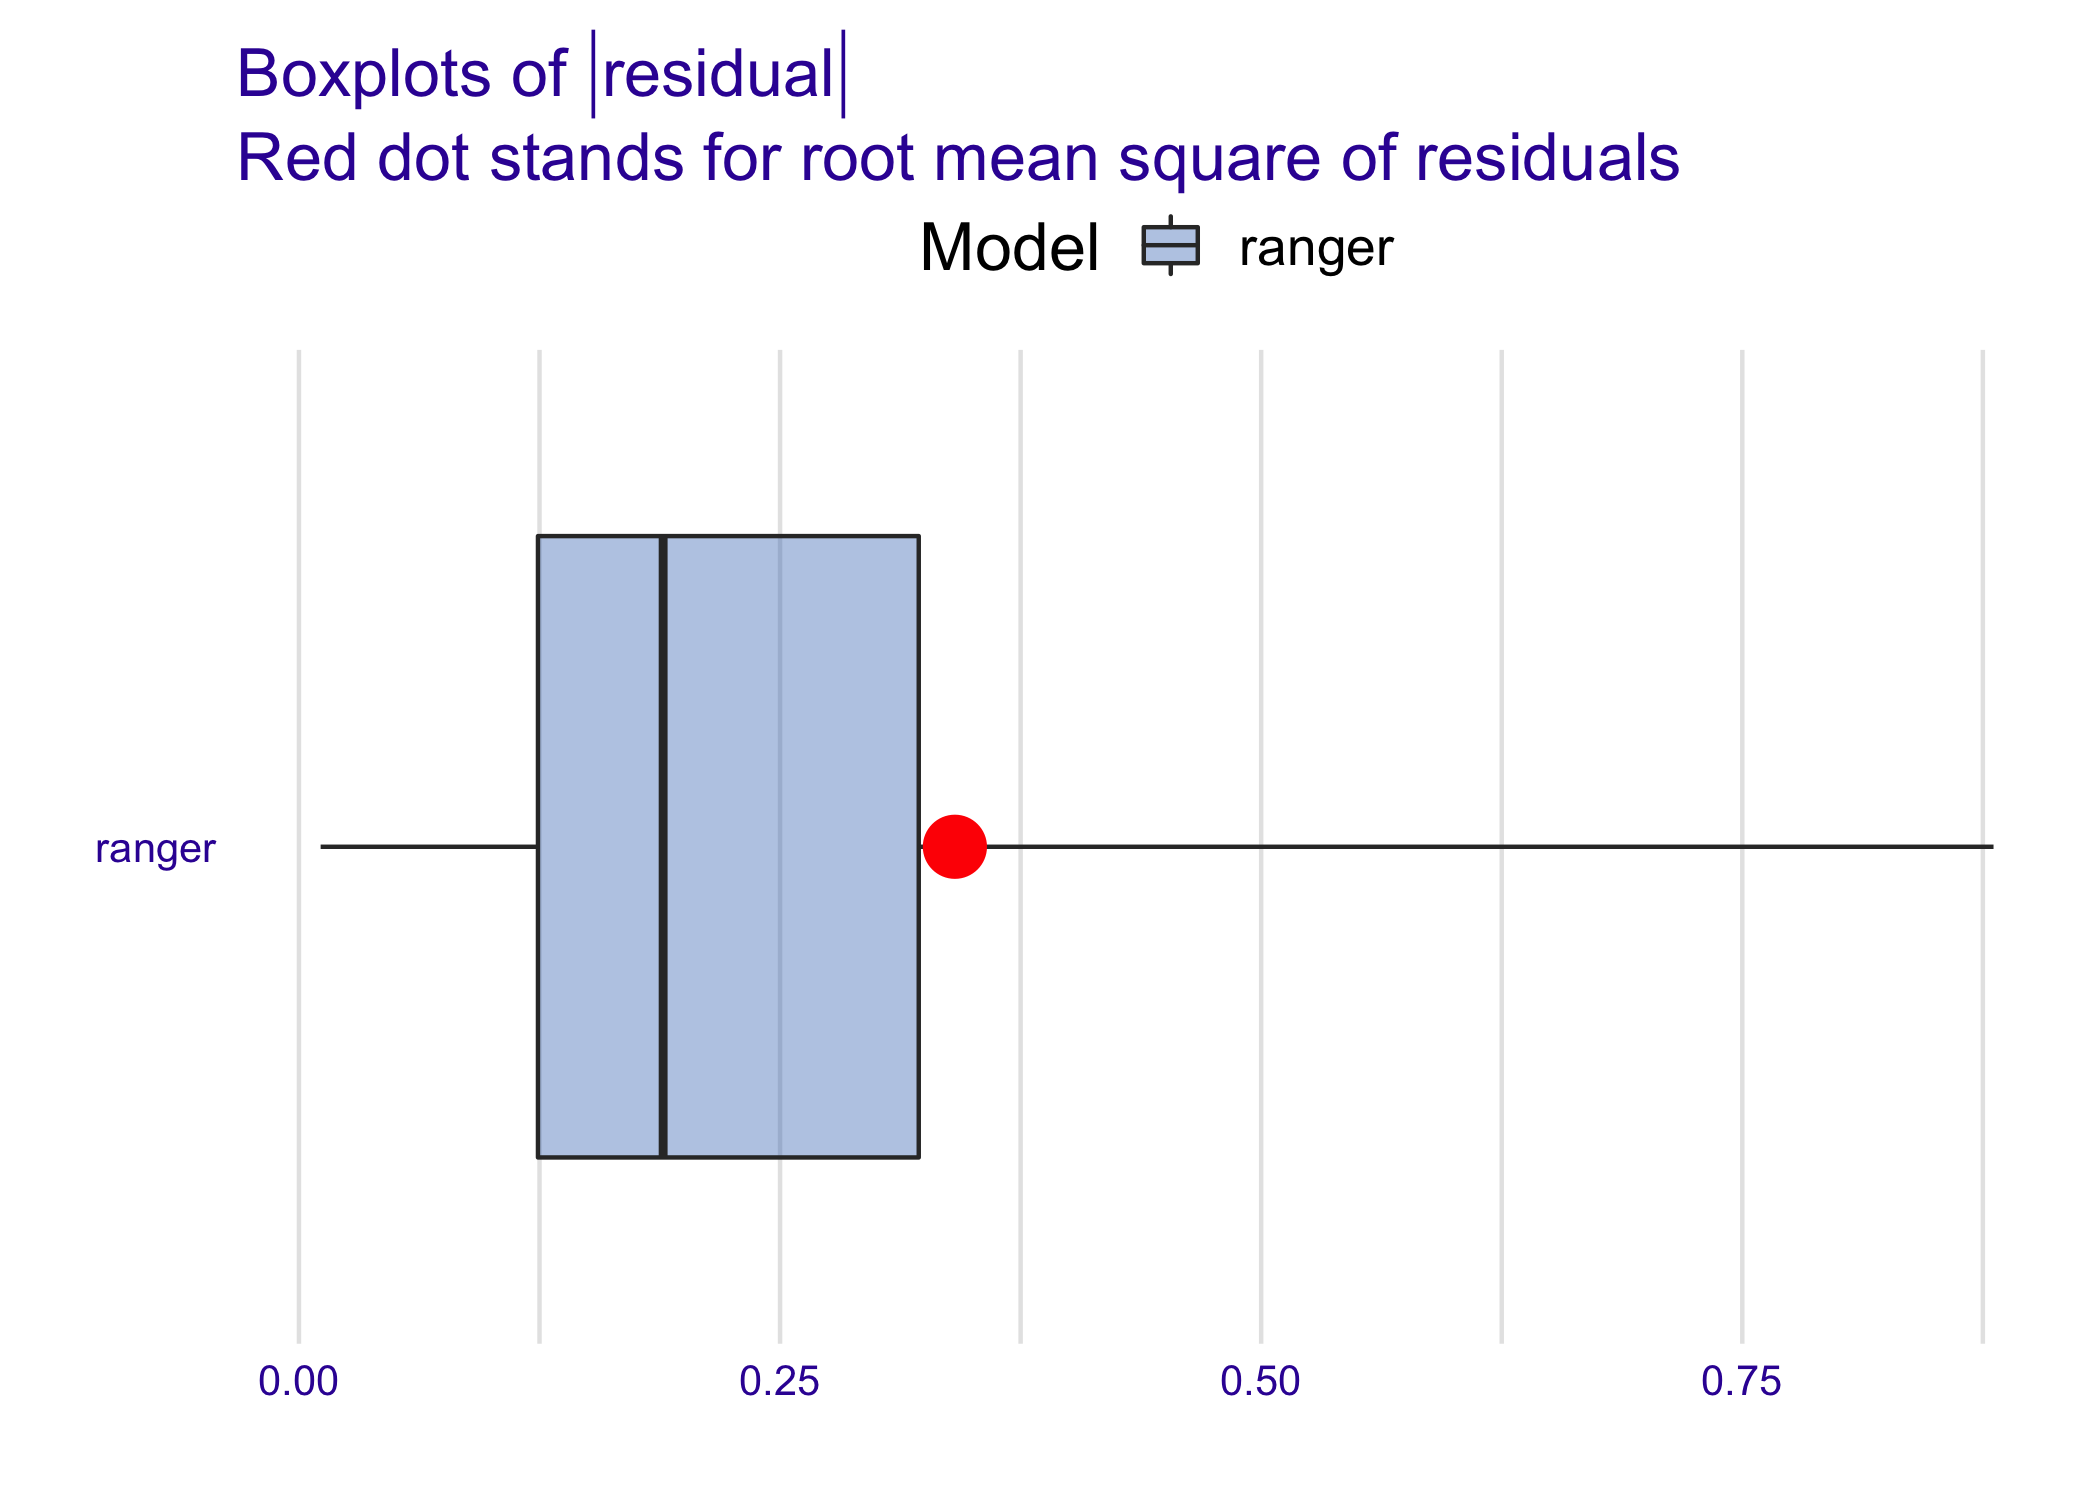 Boxplots of |residual|
Red dot stands for root mean square of residuals
Model ranger
ranger
0.00 0.25 0.50 0.75